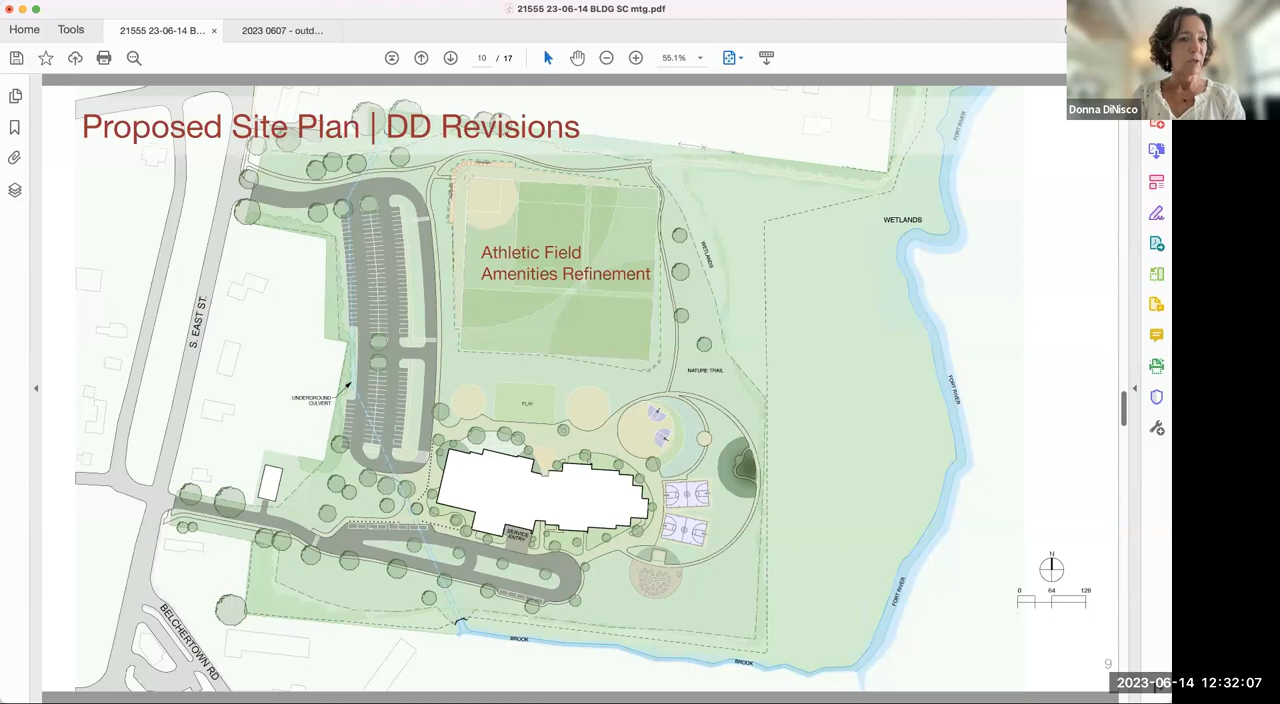 21555 23-06-14 BLDG SC mtg.pdf
Home
Tools
21555 23-06-14 B... ×
2023 0607 - outd...
10 / 17
55.1%
Donna DiNisco
Proposed Site Plan | DD Revisions
FORT RIVER
WETLANDS
Athletic Field
Amenities Refinement
WETLANDS
S. EAST ST.
NATURE TRAIL
FORT RIVER
UNDERGROUND
CULVERT
PLAY
SERVICE
ENTRY
N
0 64 128
FORT RIVER
BELCHERTOWN RD
BROOK
BROOK
9
2023-06-14 12:32:07